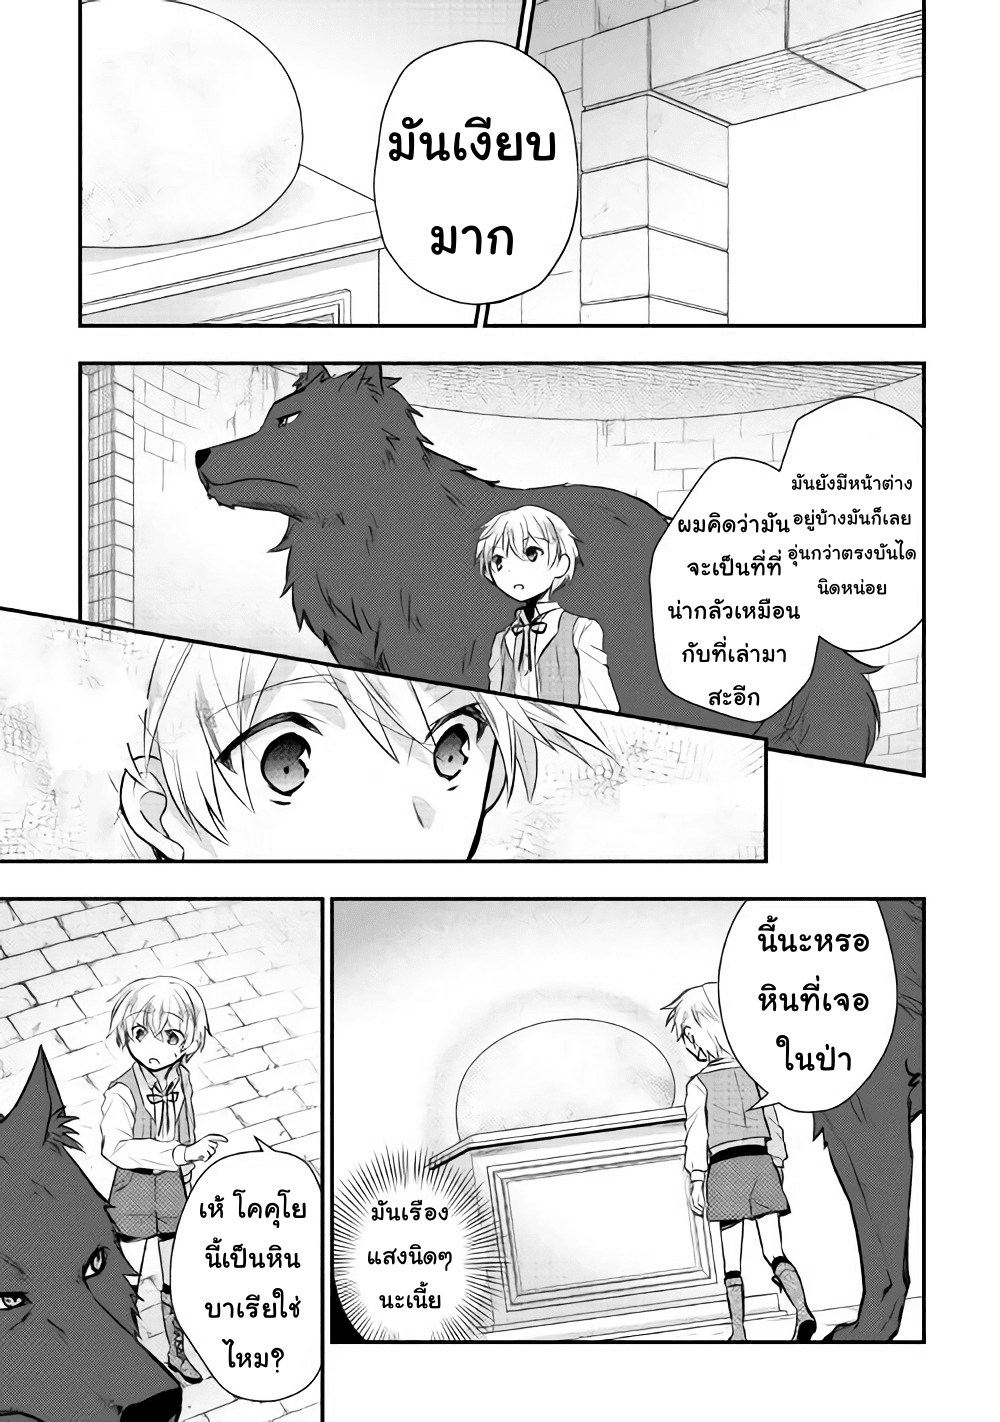 มันเงียบ
มาก
มันยังมีหน้าต่าง
อยู่บ้างมันก็เลย
อุ่นกว่าตรงบันได
นิดหน่อย
ผมคิดว่ามัน
จะเป็นที่ที่
น่ากลัวเหมือน
กับที่เล่ามา
สะอีก
นี้นะหรอ
หินที่เจอ
ในป่า
มันเรือง
แสงนิดๆ
นะเนี้ย
เห้ โคคุโย
นี้เป็นหิน
บาเรียใช่
ไหม?